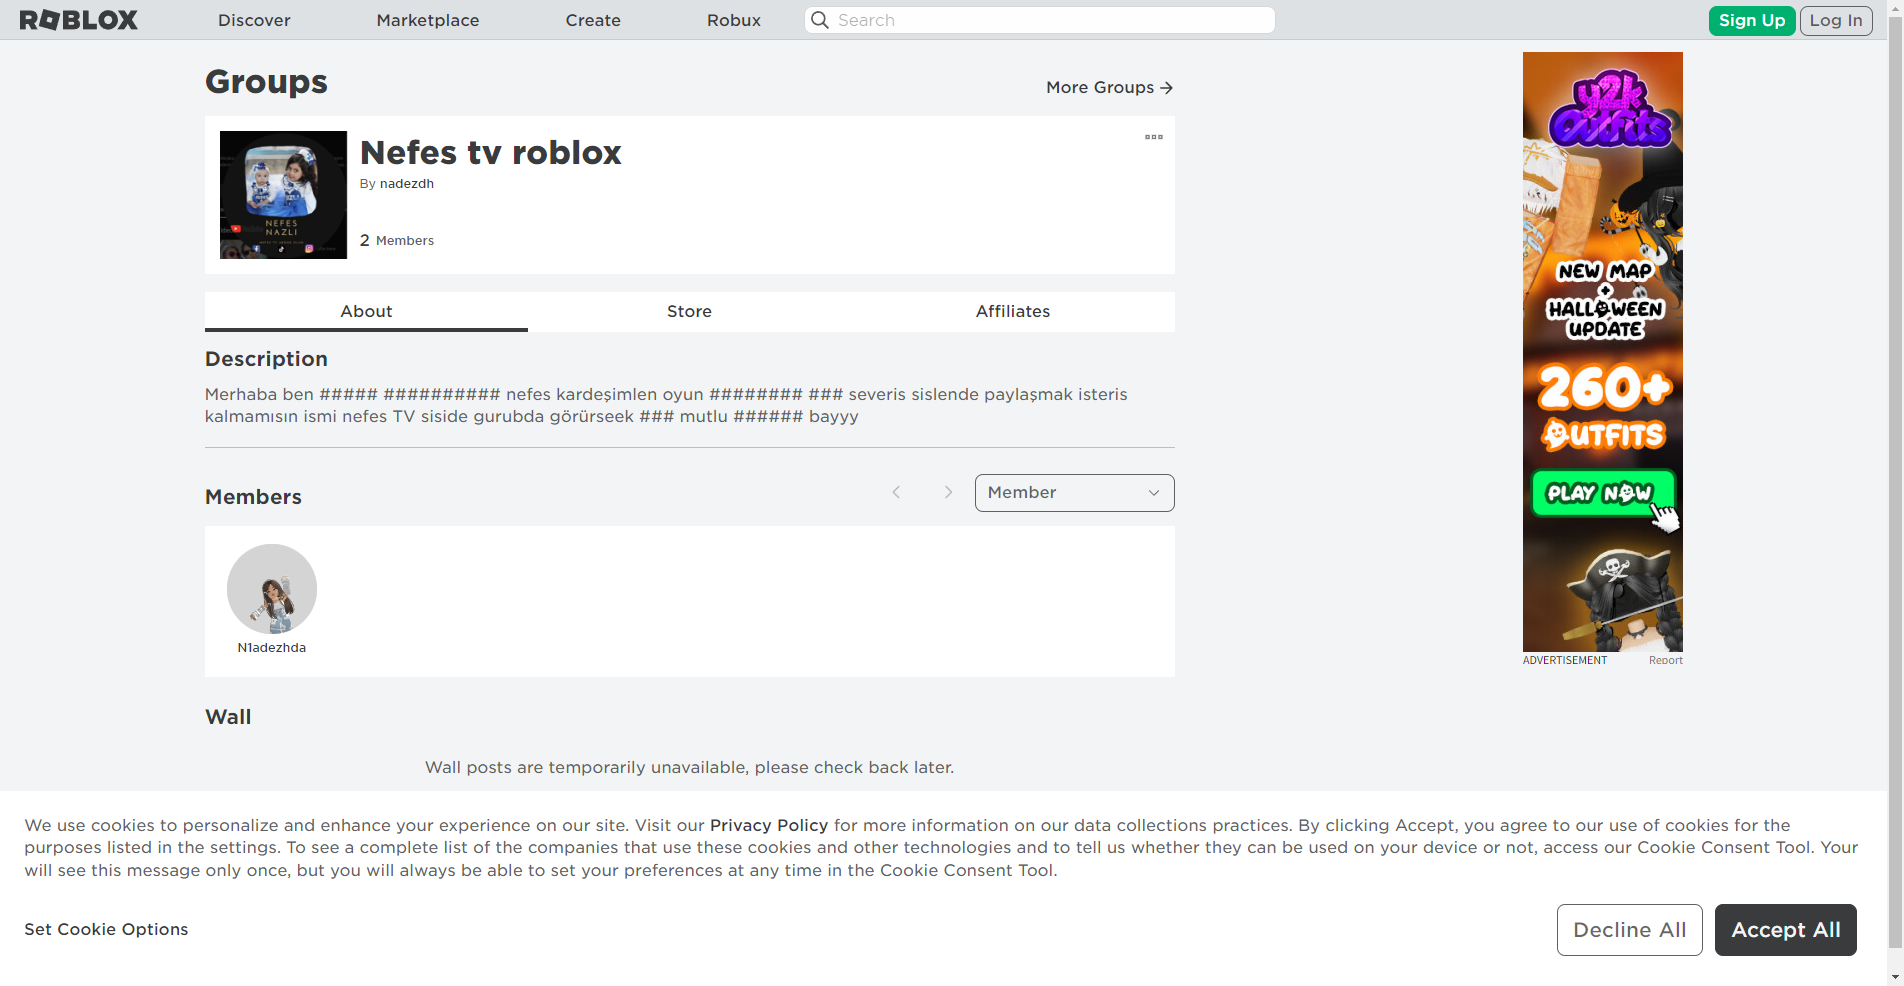 ROBLOX
Discover
Marketplace
Create
Robux
Search
Sign Up
Log In
Groups
More Groups
Nefes tv roblox
By nadezdh
2 Members
NEFES
NAZLI
About
Store
Affiliates
Description
Merhaba ben ##### ########## nefes kardeşimlen oyun ######## ### severis sislende paylaşmak isteris
kalmamısın ismi nefes TV siside gurubda görürseek ### mutlu ###### bayyy
Members
Member
N1adezhda
Wall
Wall posts are temporarily unavailable, please check back later.
y2k
Outfits
NEW MAP
+
HALLOWEEN
UPDATE
260+
OUTFITS
PLAY NOW
ADVERTISEMENT
Report
We use cookies to personalize and enhance your experience on our site. Visit our Privacy Policy for more information on our data collections practices. By clicking Accept, you agree to our use of cookies for the
purposes listed in the settings. To see a complete list of the companies that use these cookies and other technologies and to tell us whether they can be used on your device or not, access our Cookie Consent Tool. Your
will see this message only once, but you will always be able to set your preferences at any time in the Cookie Consent Tool.
Set Cookie Options
Decline All
Accept All